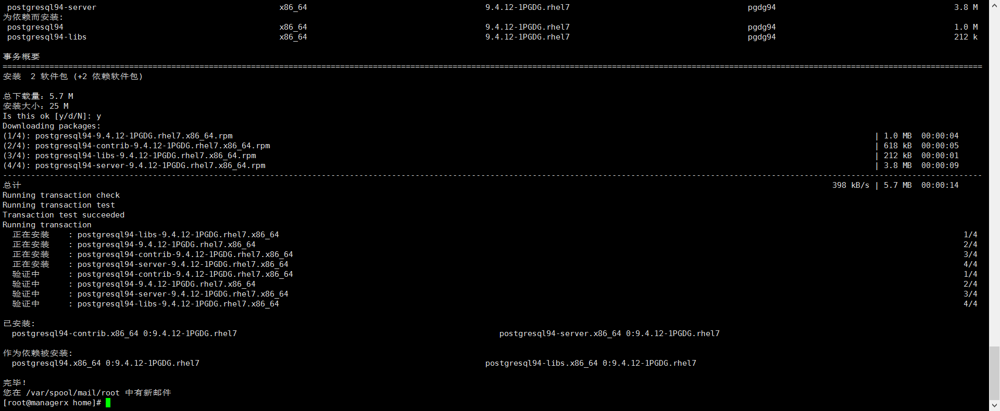 postgresql94-server x86_64 9.4.12-1PGDG.rhel7 pgdg94 3.8 M
为依赖而安装:
postgresql94 x86_64 9.4.12-1PGDG.rhel7 pgdg94 1.0 M
postgresql94-libs x86_64 9.4.12-1PGDG.rhel7 pgdg94 212 k
事务概要
================================================================================
安装  2 软件包 (+2 依赖软件包)
总下载量：5.7 M
安装大小：25 M
Is this ok [y/d/N]: y
Downloading packages:
(1/4): postgresql94-9.4.12-1PGDG.rhel7.x86_64.rpm | 1.0 MB  00:00:04
(2/4): postgresql94-contrib-9.4.12-1PGDG.rhel7.x86_64.rpm | 618 kB  00:00:05
(3/4): postgresql94-libs-9.4.12-1PGDG.rhel7.x86_64.rpm | 212 kB  00:00:01
(4/4): postgresql94-server-9.4.12-1PGDG.rhel7.x86_64.rpm | 3.8 MB  00:00:09
--------------------------------------------------------------------------------
总计 398 kB/s | 5.7 MB  00:00:14
Running transaction check
Running transaction test
Transaction test succeeded
Running transaction
正在安装    : postgresql94-libs-9.4.12-1PGDG.rhel7.x86_64 1/4
正在安装    : postgresql94-9.4.12-1PGDG.rhel7.x86_64 2/4
正在安装    : postgresql94-contrib-9.4.12-1PGDG.rhel7.x86_64 3/4
正在安装    : postgresql94-server-9.4.12-1PGDG.rhel7.x86_64 4/4
验证中      : postgresql94-contrib-9.4.12-1PGDG.rhel7.x86_64 1/4
验证中      : postgresql94-9.4.12-1PGDG.rhel7.x86_64 2/4
验证中      : postgresql94-server-9.4.12-1PGDG.rhel7.x86_64 3/4
验证中      : postgresql94-libs-9.4.12-1PGDG.rhel7.x86_64 4/4
已安装:
postgresql94-contrib.x86_64 0:9.4.12-1PGDG.rhel7 postgresql94-server.x86_64 0:9.4.12-1PGDG.rhel7
作为依赖被安装:
postgresql94.x86_64 0:9.4.12-1PGDG.rhel7 postgresql94-libs.x86_64 0:9.4.12-1PGDG.rhel7
完毕！
您在 /var/spool/mail/root 中有新邮件
[root@managerx home]#